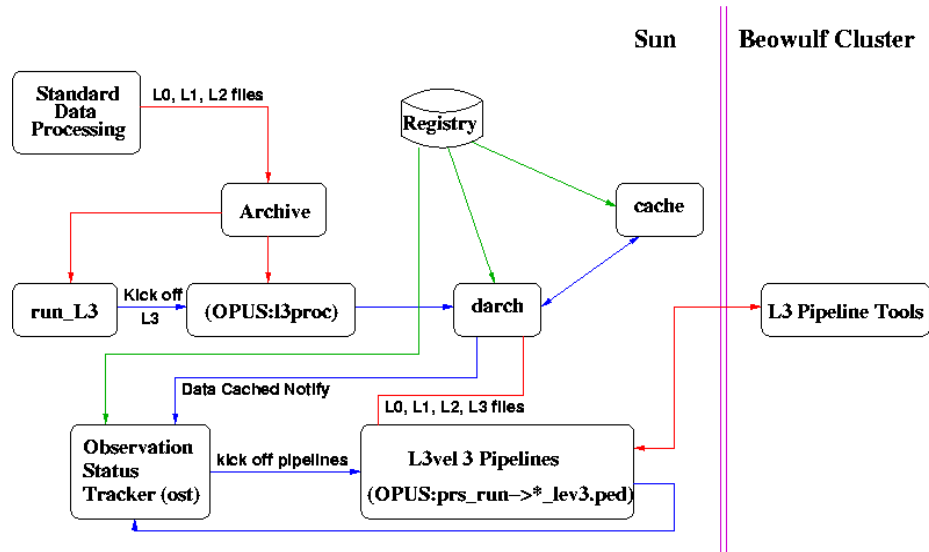 Sun
Beowulf Cluster
Standard
Data
Processing
L0, L1, L2 files
Registry
Archive
cache
run_L3
Kick off
L3
(OPUS:l3proc)
darch
L3 Pipeline Tools
Data Cached Notify
L0, L1, L2, L3 files
Observation
Status
Tracker (ost)
kick off pipelines
L3vel 3 Pipelines
(OPUS:prs_run->*_lev3.ped)